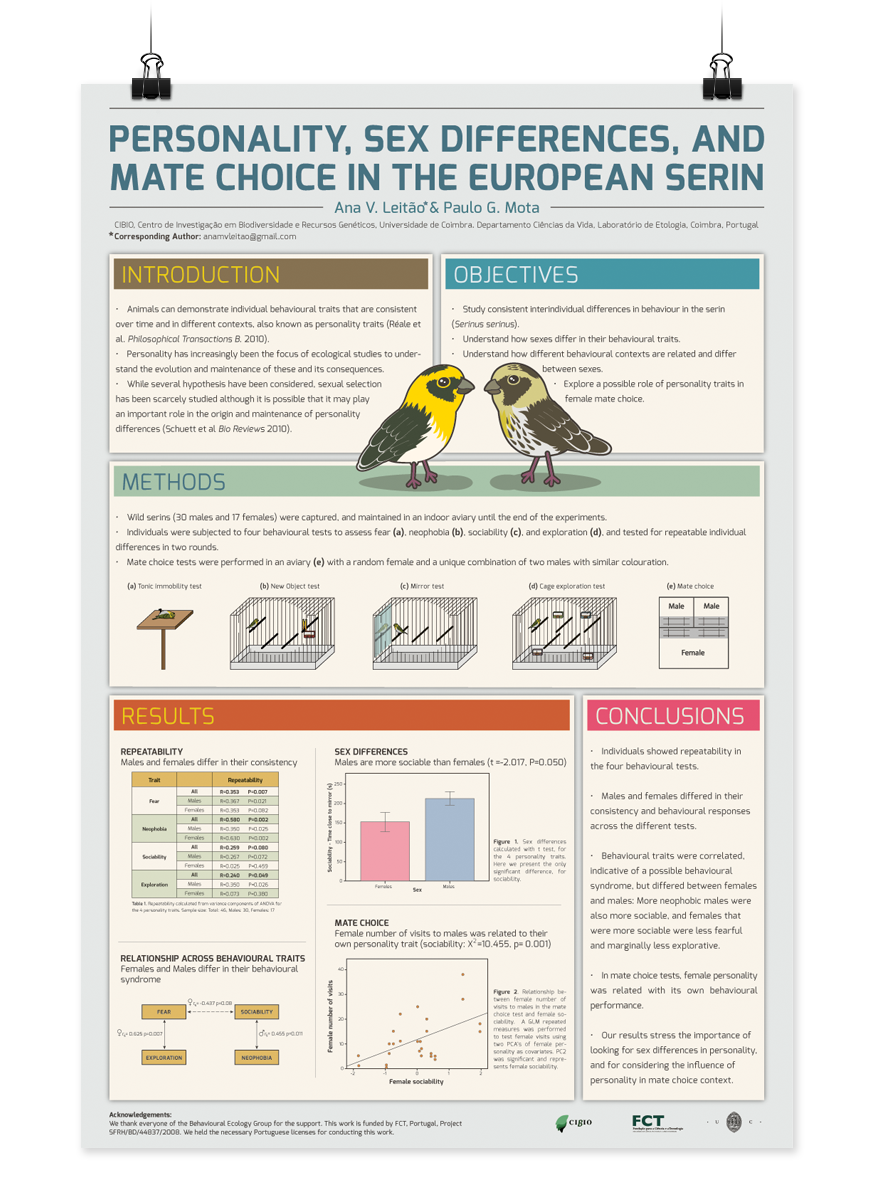 PERSONALITY, SEX DIFFERENCES, AND
MATE CHOICE IN THE EUROPEAN SERIN
Ana V. Leitão* & Paulo G. Mota
CIBIO, Centro de Investigação em Biodiversidade e Recursos Genéticos, Universidade de Coimbra. Departamento Ciências da Vida, Laboratório de Etologia, Coimbra, Portugal
*Corresponding Author: anamvleitao@gmail.com
INTRODUCTION
• Animals can demonstrate individual behavioural traits that are consistent
over time and in different contexts, also known as personality traits (Réale et
al. Philosophical Transactions B. 2010).
• Personality has increasingly been the focus of ecological studies to under-
stand the evolution and maintenance of these and its consequences.
• While several hypothesis have been considered, sexual selection
has been scarcely studied although it is possible that it may play
an important role in the origin and maintenance of personality
differences (Schuett et al Bio Reviews 2010).
OBJECTIVES
• Study consistent interindividual differences in behaviour in the serin
(Serinus serinus).
• Understand how sexes differ in their behavioural traits.
• Understand how different behavioural contexts are related and differ
between sexes.
• Explore a possible role of personality traits in
female mate choice.
METHODS
• Wild serins (30 males and 17 females) were captured, and maintained in an indoor aviary until the end of the experiments.
• Individuals were subjected to four behavioural tests to assess fear (a), neophobia (b), sociability (c), and exploration (d), and tested for repeatable individual
differences in two rounds.
• Mate choice tests were performed in an aviary (e) with a random female and a unique combination of two males with similar colouration.
(a) Tonic immobility test
(b) New Object test
(c) Mirror test
(d) Cage exploration test
(e) Mate choice
Male Male
Female
RESULTS
REPEATABILITY
Males and females differ in their consistency
Trait Repeatability
Fear
All R=0.353 P=0.007
Males R=0.367 P=0.021
Females R=0.353 P=0.082
Neophobia
All R=0.580 P=0.002
Males R=0.350 P=0.025
Females R=0.630 P=0.002
Sociability
All R=0.259 P=0.080
Males R=0.267 P=0.072
Females R=0.025 P=0.459
Exploration
All R=0.240 P=0.049
Males R=0.350 P=0.026
Females R=0.073 P=0.380
Table 1. Repeatability calculated from variance components of ANOVA for
the 4 personality traits. Sample size: Total: 46, Males: 30, Females: 17
RELATIONSHIP ACROSS BEHAVIOURAL TRAITS
Females and Males differ in their behavioural
syndrome
♀ rs= -0.437 p=0.08
FEAR
SOCIABILITY
♀ rs= 0.625 p=0.007
♂ rs= 0.455 p=0.011
EXPLORATION
NEOPHOBIA
SEX DIFFERENCES
Males are more sociable than females (t =-2.017, P=0.050)
Sociability - Time close to mirror (s)
250
200
150
100
50
0
Females Males
Sex
Figure 1. Sex differences
calculated with t test, for
the 4 personality traits.
Here we present the only
significant difference, for
sociability.
MATE CHOICE
Female number of visits to males was related to their
own personality trait (sociability: X²=10.455, p= 0.001)
Female number of visits
40
30
20
10
0
-2 -1 0 1 2
Female sociability
Figure 2. Relationship be-
tween female number of
visits to males in the mate
choice test and female so-
ciability. A GLM repeated
measures was performed
to test female visits using
two PCA's of female per-
sonality as covariates. PC2
was significant and repre-
sents female sociability.
CONCLUSIONS
• Individuals showed repeatability in
the four behavioural tests.
• Males and females differed in their
consistency and behavioural responses
across the different tests.
• Behavioural traits were correlated,
indicative of a possible behavioural
syndrome, but differed between females
and males: More neophobic males were
also more sociable, and females that
were more sociable were less fearful
and marginally less explorative.
• In mate choice tests, female personality
was related with its own behavioural
performance.
• Our results stress the importance of
looking for sex differences in personality,
and for considering the influence of
personality in mate choice context.
Acknowledgements:
We thank everyone of the Behavioural Ecology Group for the support. This work is funded by FCT, Portugal, Project
SFRH/BD/44837/2008. We held the necessary Portuguese licenses for conducting this work.
CIBIO
FCT
· U C ·